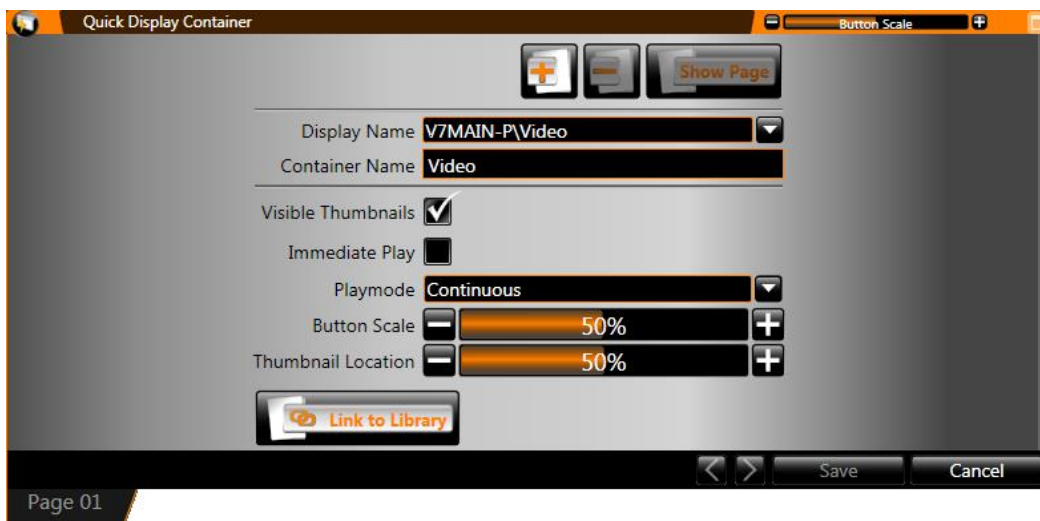 Quick Display Container
Button Scale
Show Page
Display Name V7MAIN-P\Video
Container Name Video
Visible Thumbnails
Immediate Play
Playmode Continuous
Button Scale 50%
Thumbnail Location 50%
Link to Library
Save Cancel
Page 01